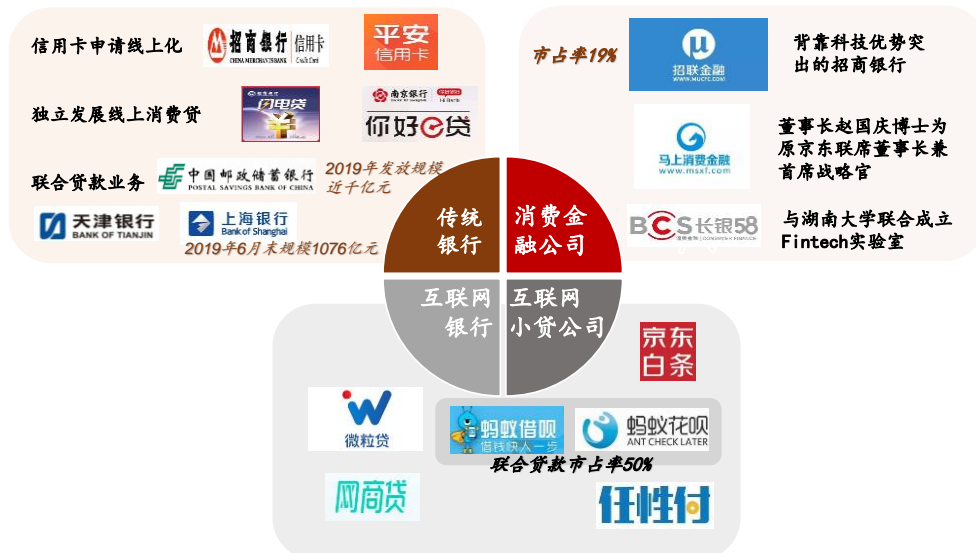 信用卡申请线上化
招商银行 信用卡
CHINA MERCHANTS BANK Credit Card
平安
信用卡
独立发展线上消费贷
闪电贷
南京银行
你好e贷
联合贷款业务
中国邮政储蓄银行
POSTAL SAVINGS BANK OF CHINA
2019年发放规模
近千亿元
天津银行
BANK OF TIANJIN
上海银行
Bank of Shanghai
2019年6月末规模1076亿元
市占率19%
招联金融
WWW.MUCFC.COM
背靠科技优势突
出的招商银行
马上消费金融
www.msxf.com
董事长赵国庆博士为
原京东联席董事长兼
首席战略官
BCS 长银58
与湖南大学联合成立
Fintech实验室
传统
银行
消费金
融公司
互联网
银行
互联网
小贷公司
京东
白条
微粒贷
蚂蚁借呗
借钱快人一步
蚂蚁花呗
ANT CHECK LATER
联合贷款市占率50%
网商贷
任性付